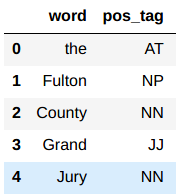 word pos_tag
0 the AT
1 Fulton NP
2 County NN
3 Grand JJ
4 Jury NN